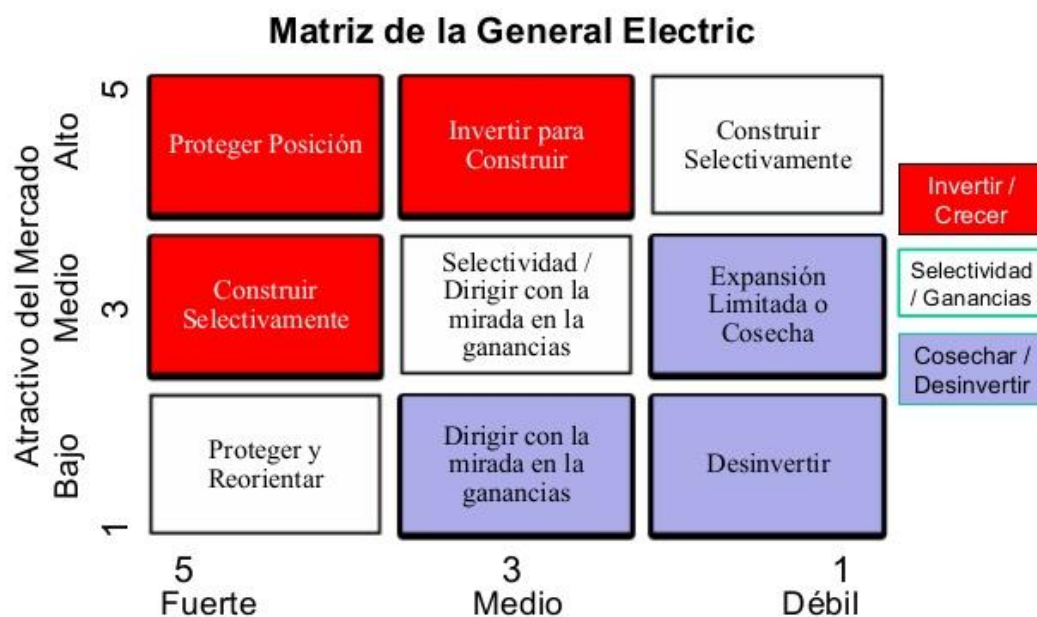 Matriz de la General Electric
Atractivo del Mercado
5
Alto
Medio
3
Bajo
1
Proteger Posición
Invertir para
Construir
Construir
Selectivamente
Construir
Selectivamente
Selectividad /
Dirigir con la
mirada en la
ganancias
Expansión
Limitada o
Cosecha
Proteger y
Reorientar
Dirigir con la
mirada en la
ganancias
Desinvertir
Invertir /
Crecer
Selectividad
/ Ganancias
Cosechar /
Desinvertir
5
3
1
Fuerte
Medio
Débil